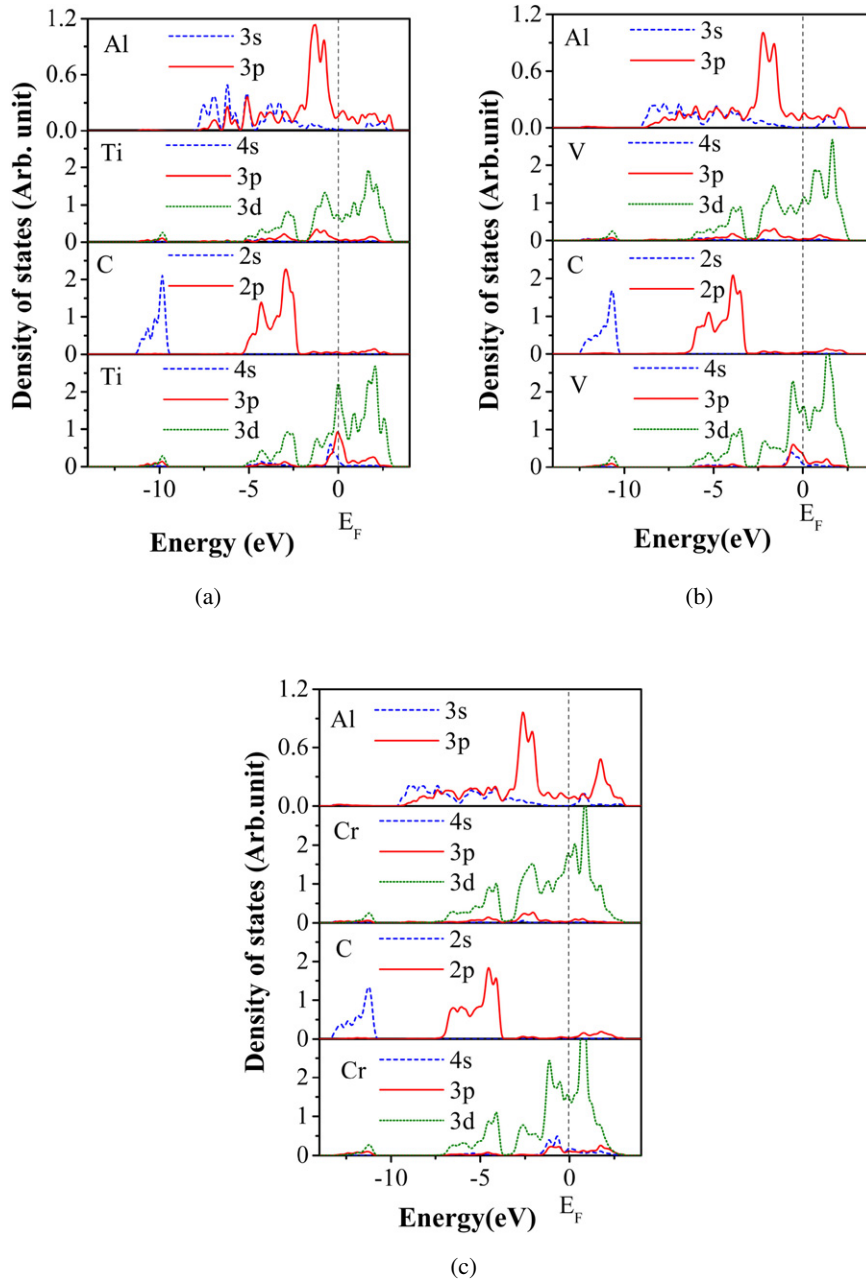 1.2
Al
3s
3p
0.6
0.0
Ti
4s
3p
3d
2
1
0
C
2s
2p
2
1
0
Ti
4s
3p
3d
2
1
0
-10
-5
0
E_F
Density of states (Arb. unit)
Energy (eV)
(a)
1.2
Al
3s
3p
0.6
0.0
V
4s
3p
3d
2
1
0
C
2s
2p
2
1
0
V
4s
3p
3d
2
1
0
-10
-5
0
E_F
Density of states (Arb.unit)
Energy(eV)
(b)
1.2
Al
3s
3p
0.6
0.0
Cr
4s
3p
3d
2
1
0
C
2s
2p
2
1
0
Cr
4s
3p
3d
2
1
0
-10
-5
0
E_F
Density of states (Arb.unit)
Energy(eV)
(c)